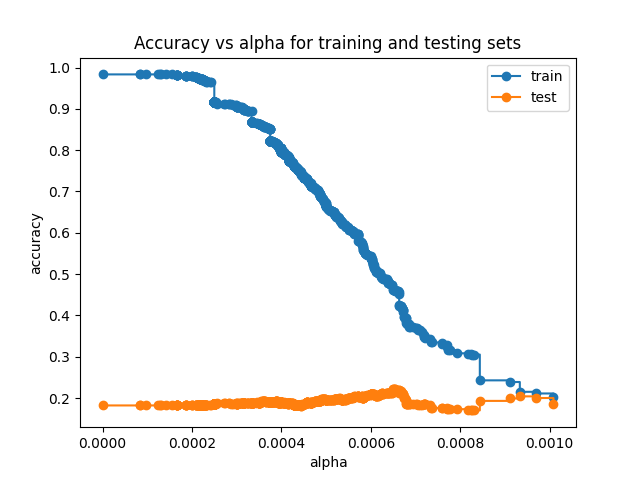 Accuracy vs alpha for training and testing sets
train
test
accuracy
1.0
0.9
0.8
0.7
0.6
0.5
0.4
0.3
0.2
0.0000 0.0002 0.0004 0.0006 0.0008 0.0010
alpha